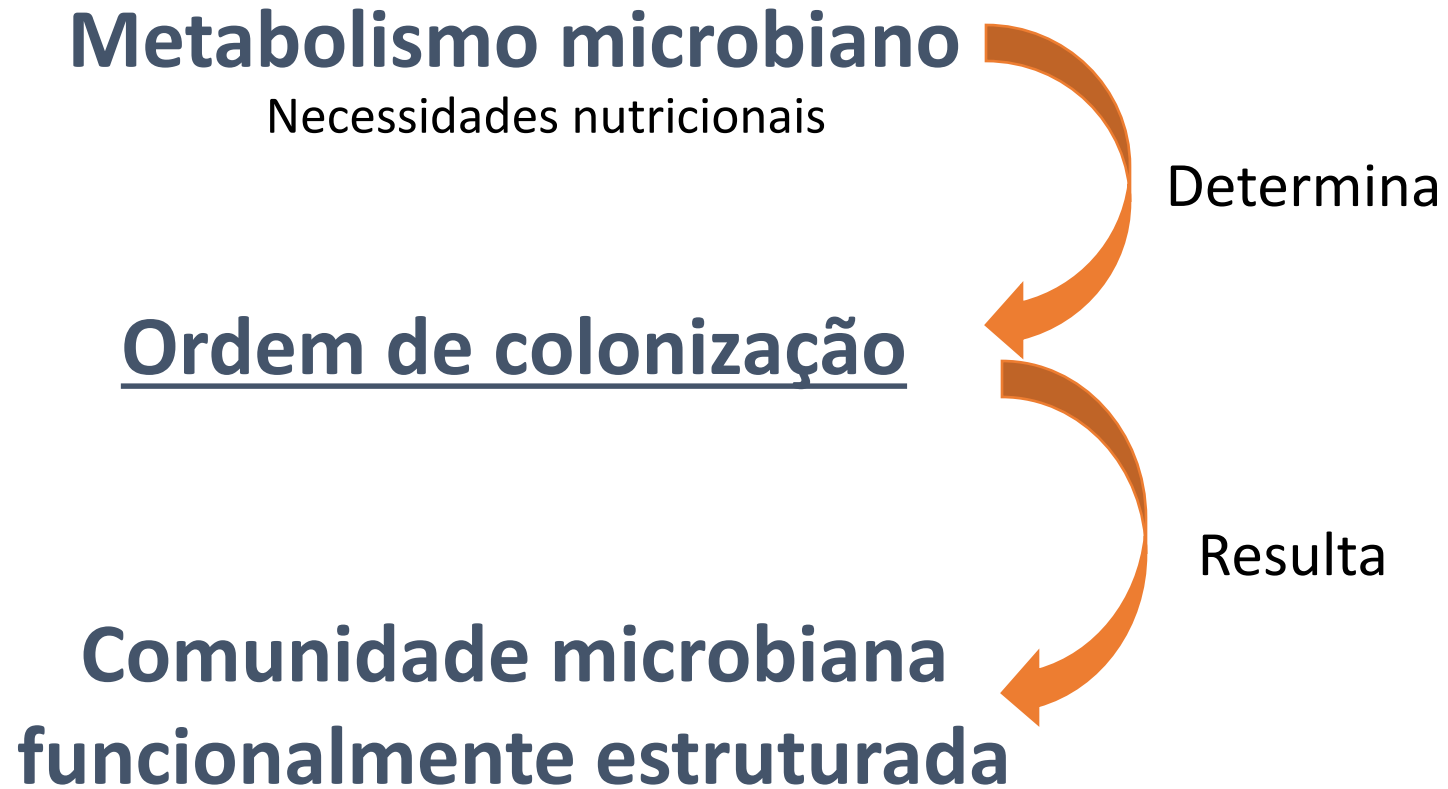 Metabolismo microbiano
Necessidades nutricionais
Determina
Ordem de colonização
Resulta
Comunidade microbiana
funcionalmente estruturada